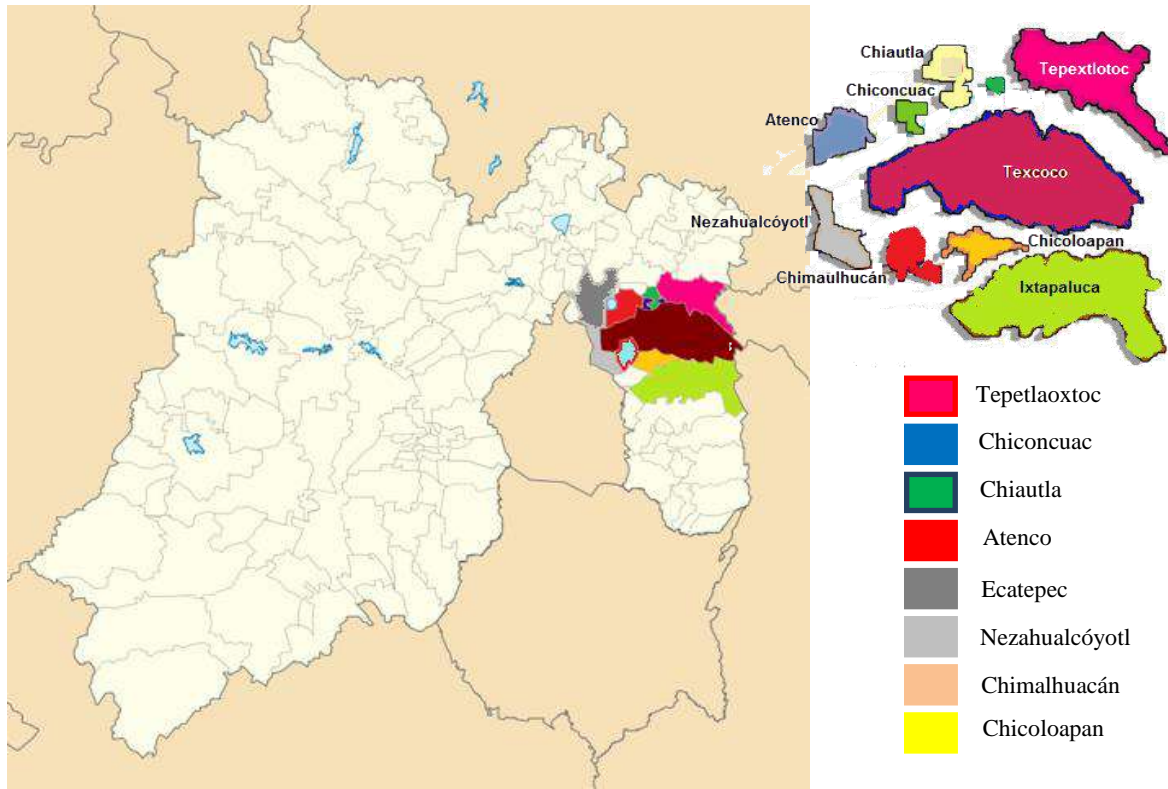 Chiautla
Tepextlotoc
Chiconcuac
Atenco
Texcoco
Nezahualcóyotl
Chicoloapan
Chimaulhucán
Ixtapaluca
Tepetlaoxtoc
Chiconcuac
Chiautla
Atenco
Ecatepec
Nezahualcóyotl
Chimalhuacán
Chicoloapan